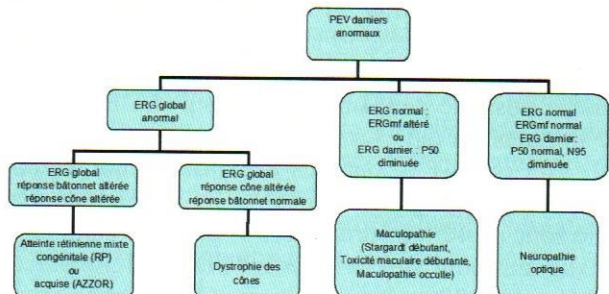 PEV damiers
anormaux
ERG global
anormal
ERG normal :
ERGmf altéré
ou
ERG damier : P50
diminuée
ERG normal
ERGmf normal
ERG damier:
P50 normal, N95
diminuée
ERG global
réponse bâtonnet altérée
réponse cône altérée
ERG global
réponse cône altérée
réponse bâtonnet normale
Atteinte rétinienne mixte
congénitale (RP)
ou
acquise (AZZOR)
Dystrophie des
cônes
Maculopathie
(Stargardt débutant,
Toxicité maculaire débutante,
Maculopathie occulte)
Neuropathie
optique